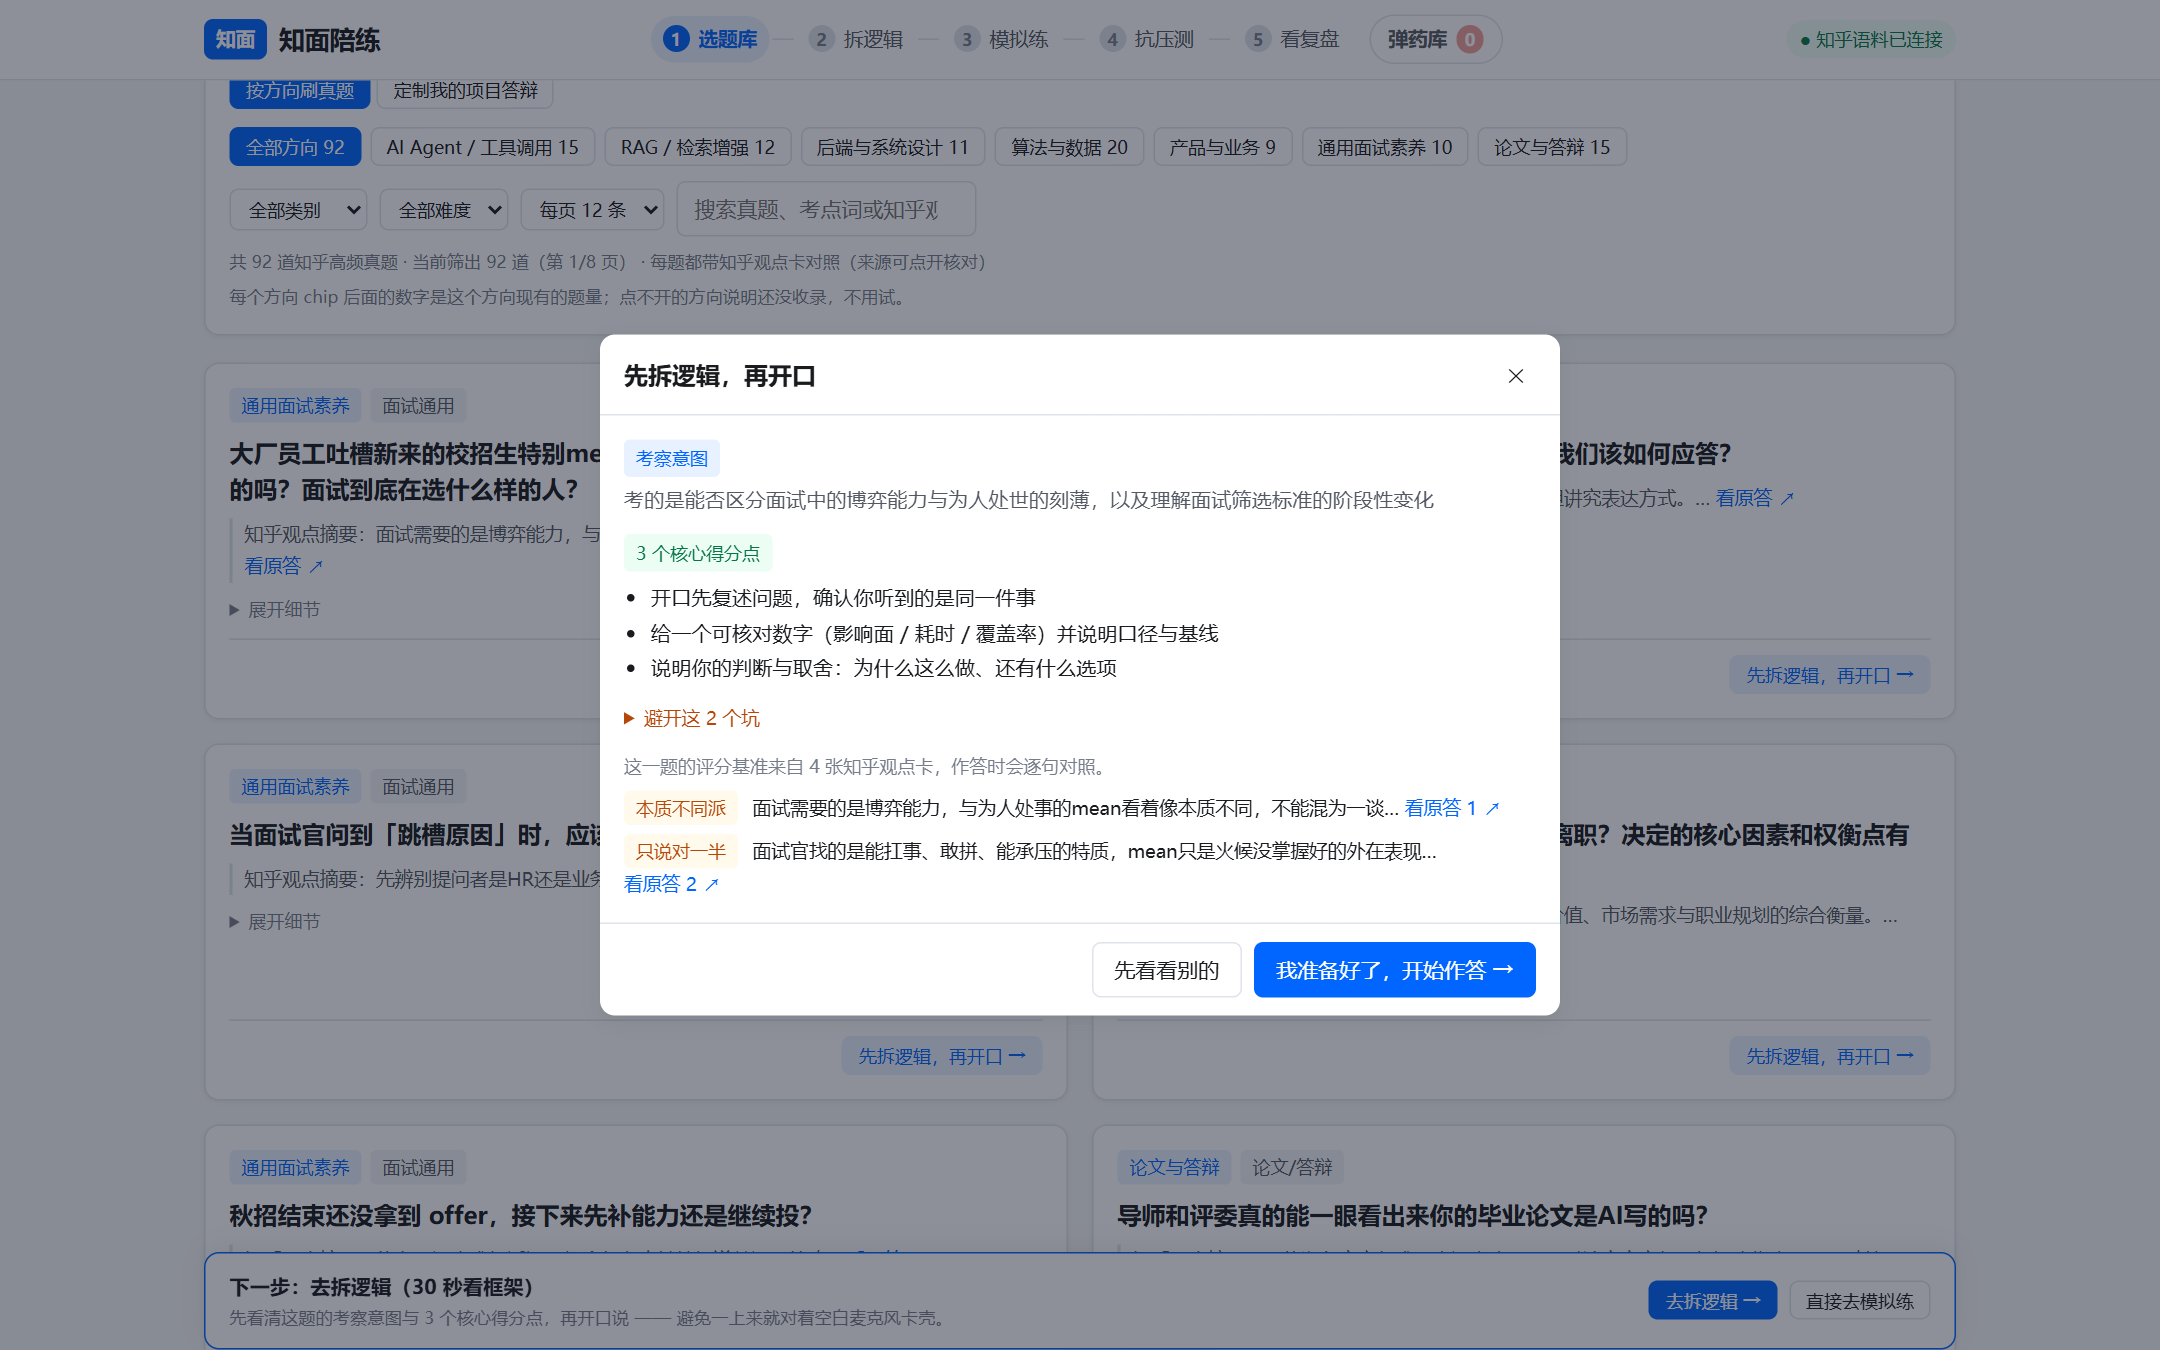 知面 知面陪练
1 选题库 2 拆逻辑 3 模拟练 4 抗压测 5 看复盘 弹药库 0
知乎语料已连接
按方向刷真题 定制我的项目答辩
全部方向 92 AI Agent / 工具调用 15 RAG / 检索增强 12 后端与系统设计 11 算法与数据 20 产品与业务 9 通用面试素养 10 论文与答辩 15
全部类别 全部难度 每页 12 条 搜索真题、考点词或知乎观
共 92 道知乎高频真题 · 当前筛出 92 道（第 1/8 页） · 每题都带知乎观点卡对照（来源可点开核对）
每个方向 chip 后面的数字是这个方向现有的题量；点不开的方向说明还没收录，不用试。
通用面试素养 面试通用
大厂员工吐槽新来的校招生特别me
的吗？面试到底在选什么样的人？
知乎观点摘要：面试需要的是博弈能力，与
看原答 ↗
▶ 展开细节
我们该如何应答？
讲究表达方式。... 看原答 ↗
先拆逻辑，再开口 →
先拆逻辑，再开口 ×
考察意图
考的是能否区分面试中的博弈能力与为人处世的刻薄，以及理解面试筛选标准的阶段性变化
3 个核心得分点
• 开口先复述问题，确认你听到的是同一件事
• 给一个可核对数字（影响面 / 耗时 / 覆盖率）并说明口径与基线
• 说明你的判断与取舍：为什么这么做、还有什么选项
▶ 避开这 2 个坑
这一题的评分基准来自 4 张知乎观点卡，作答时会逐句对照。
本质不同派 面试需要的是博弈能力，与为人处事的mean看着像本质不同，不能混为一谈... 看原答 1 ↗
只说对一半 面试官找的是能扛事、敢拼、能承压的特质，mean只是火候没掌握好的外在表现...
看原答 2 ↗
先看看别的 我准备好了，开始作答 →
通用面试素养 面试通用
当面试官问到「跳槽原因」时，应该
知乎观点摘要：先辨别提问者是HR还是业务
▶ 展开细节
先拆逻辑，再开口 →
离职？决定的核心因素和权衡点有
价值、市场需求与职业规划的综合衡量。...
先拆逻辑，再开口 →
通用面试素养 面试通用
秋招结束还没拿到 offer，接下来先补能力还是继续投？
论文与答辩 论文/答辩
导师和评委真的能一眼看出来你的毕业论文是AI写的吗？
下一步：去拆逻辑（30 秒看框架）
先看清这题的考察意图与 3 个核心得分点，再开口说 —— 避免一上来就对着空白麦克风卡壳。
去拆逻辑 → 直接去模拟练